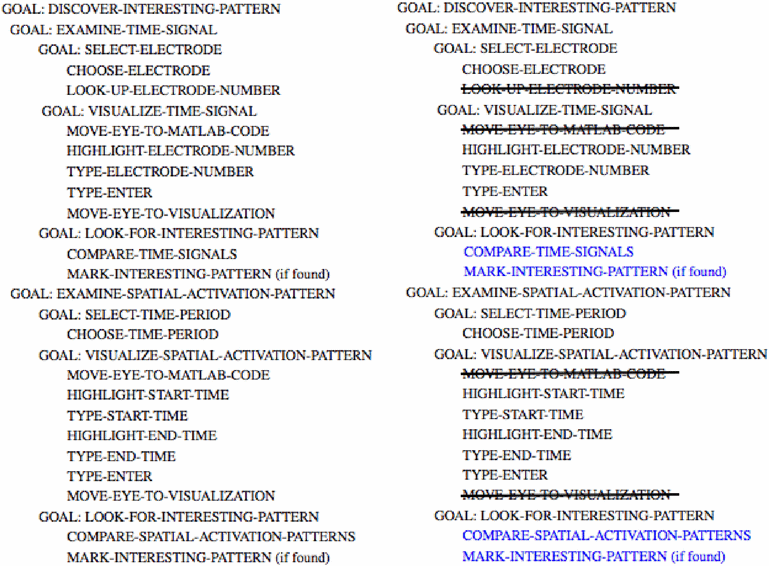 GOAL: DISCOVER-INTERESTING-PATTERN
GOAL: EXAMINE-TIME-SIGNAL
GOAL: SELECT-ELECTRODE
CHOOSE-ELECTRODE
LOOK-UP-ELECTRODE-NUMBER
GOAL: VISUALIZE-TIME-SIGNAL
MOVE-EYE-TO-MATLAB-CODE
HIGHLIGHT-ELECTRODE-NUMBER
TYPE-ELECTRODE-NUMBER
TYPE-ENTER
MOVE-EYE-TO-VISUALIZATION
GOAL: LOOK-FOR-INTERESTING-PATTERN
COMPARE-TIME-SIGNALS
MARK-INTERESTING-PATTERN (if found)
GOAL: EXAMINE-SPATIAL-ACTIVATION-PATTERN
GOAL: SELECT-TIME-PERIOD
CHOOSE-TIME-PERIOD
GOAL: VISUALIZE-SPATIAL-ACTIVATION-PATTERN
MOVE-EYE-TO-MATLAB-CODE
HIGHLIGHT-START-TIME
TYPE-START-TIME
HIGHLIGHT-END-TIME
TYPE-END-TIME
TYPE-ENTER
MOVE-EYE-TO-VISUALIZATION
GOAL: LOOK-FOR-INTERESTING-PATTERN
COMPARE-SPATIAL-ACTIVATION-PATTERNS
MARK-INTERESTING-PATTERN (if found)
GOAL: DISCOVER-INTERESTING-PATTERN
GOAL: EXAMINE-TIME-SIGNAL
GOAL: SELECT-ELECTRODE
CHOOSE-ELECTRODE
LOOK-UP-ELECTRODE-NUMBER
GOAL: VISUALIZE-TIME-SIGNAL
MOVE-EYE-TO-MATLAB-CODE
HIGHLIGHT-ELECTRODE-NUMBER
TYPE-ELECTRODE-NUMBER
TYPE-ENTER
MOVE-EYE-TO-VISUALIZATION
GOAL: LOOK-FOR-INTERESTING-PATTERN
COMPARE-TIME-SIGNALS
MARK-INTERESTING-PATTERN (if found)
GOAL: EXAMINE-SPATIAL-ACTIVATION-PATTERN
GOAL: SELECT-TIME-PERIOD
CHOOSE-TIME-PERIOD
GOAL: VISUALIZE-SPATIAL-ACTIVATION-PATTERN
MOVE-EYE-TO-MATLAB-CODE
HIGHLIGHT-START-TIME
TYPE-START-TIME
HIGHLIGHT-END-TIME
TYPE-END-TIME
TYPE-ENTER
MOVE-EYE-TO-VISUALIZATION
GOAL: LOOK-FOR-INTERESTING-PATTERN
COMPARE-SPATIAL-ACTIVATION-PATTERNS
MARK-INTERESTING-PATTERN (if found)